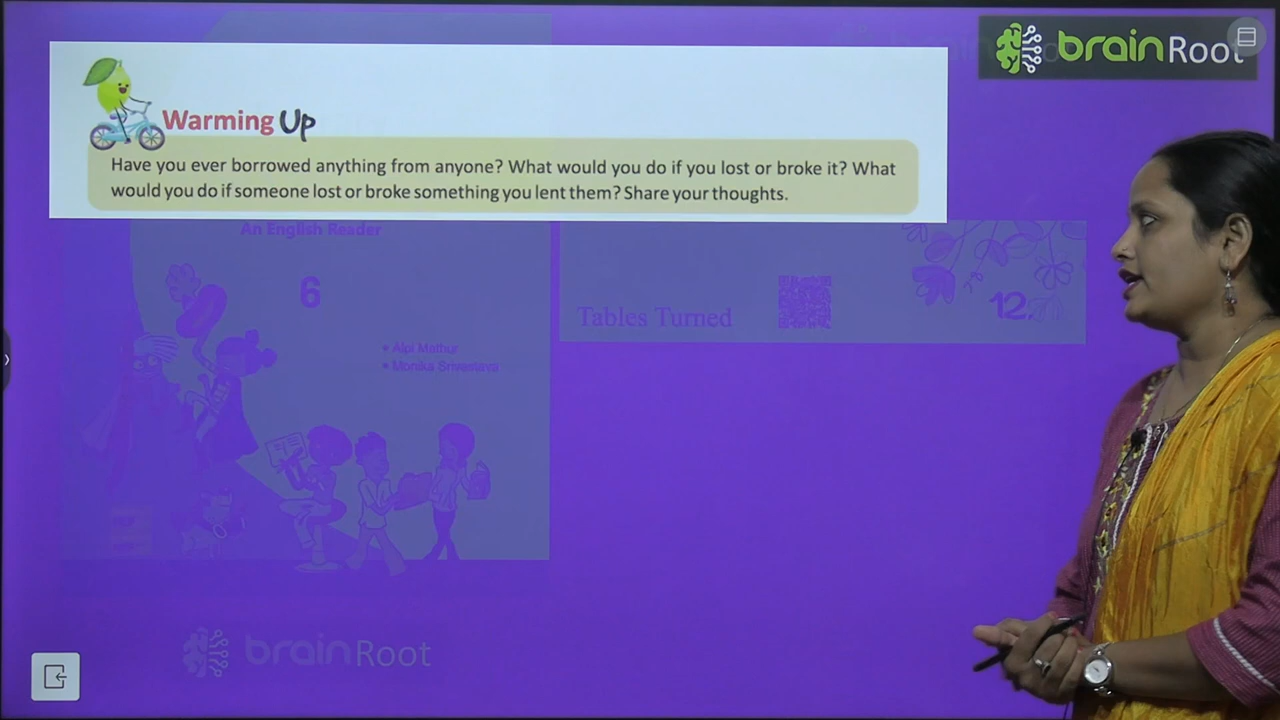 brainRoot
Warming Up
Have you ever borrowed anything from anyone? What would you do if you lost or broke it? What
would you do if someone lost or broke something you lent them? Share your thoughts.
An English Reader
6
• Alpi Mathur
• Monika Srivastava
Tables Turned
12.
brainRoot